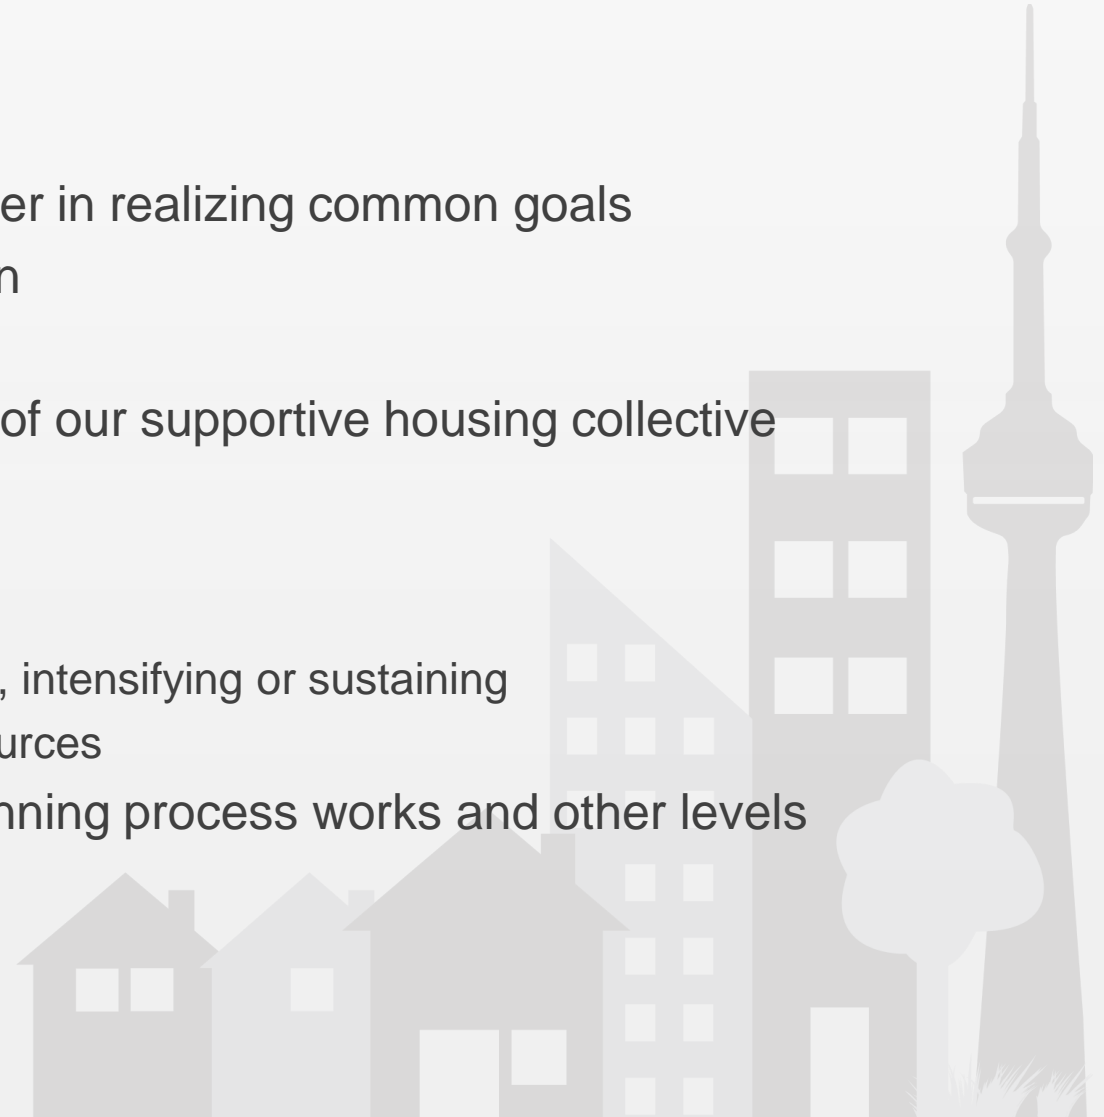 er in realizing common goals
n
of our supportive housing collective
, intensifying or sustaining
urces
nning process works and other levels